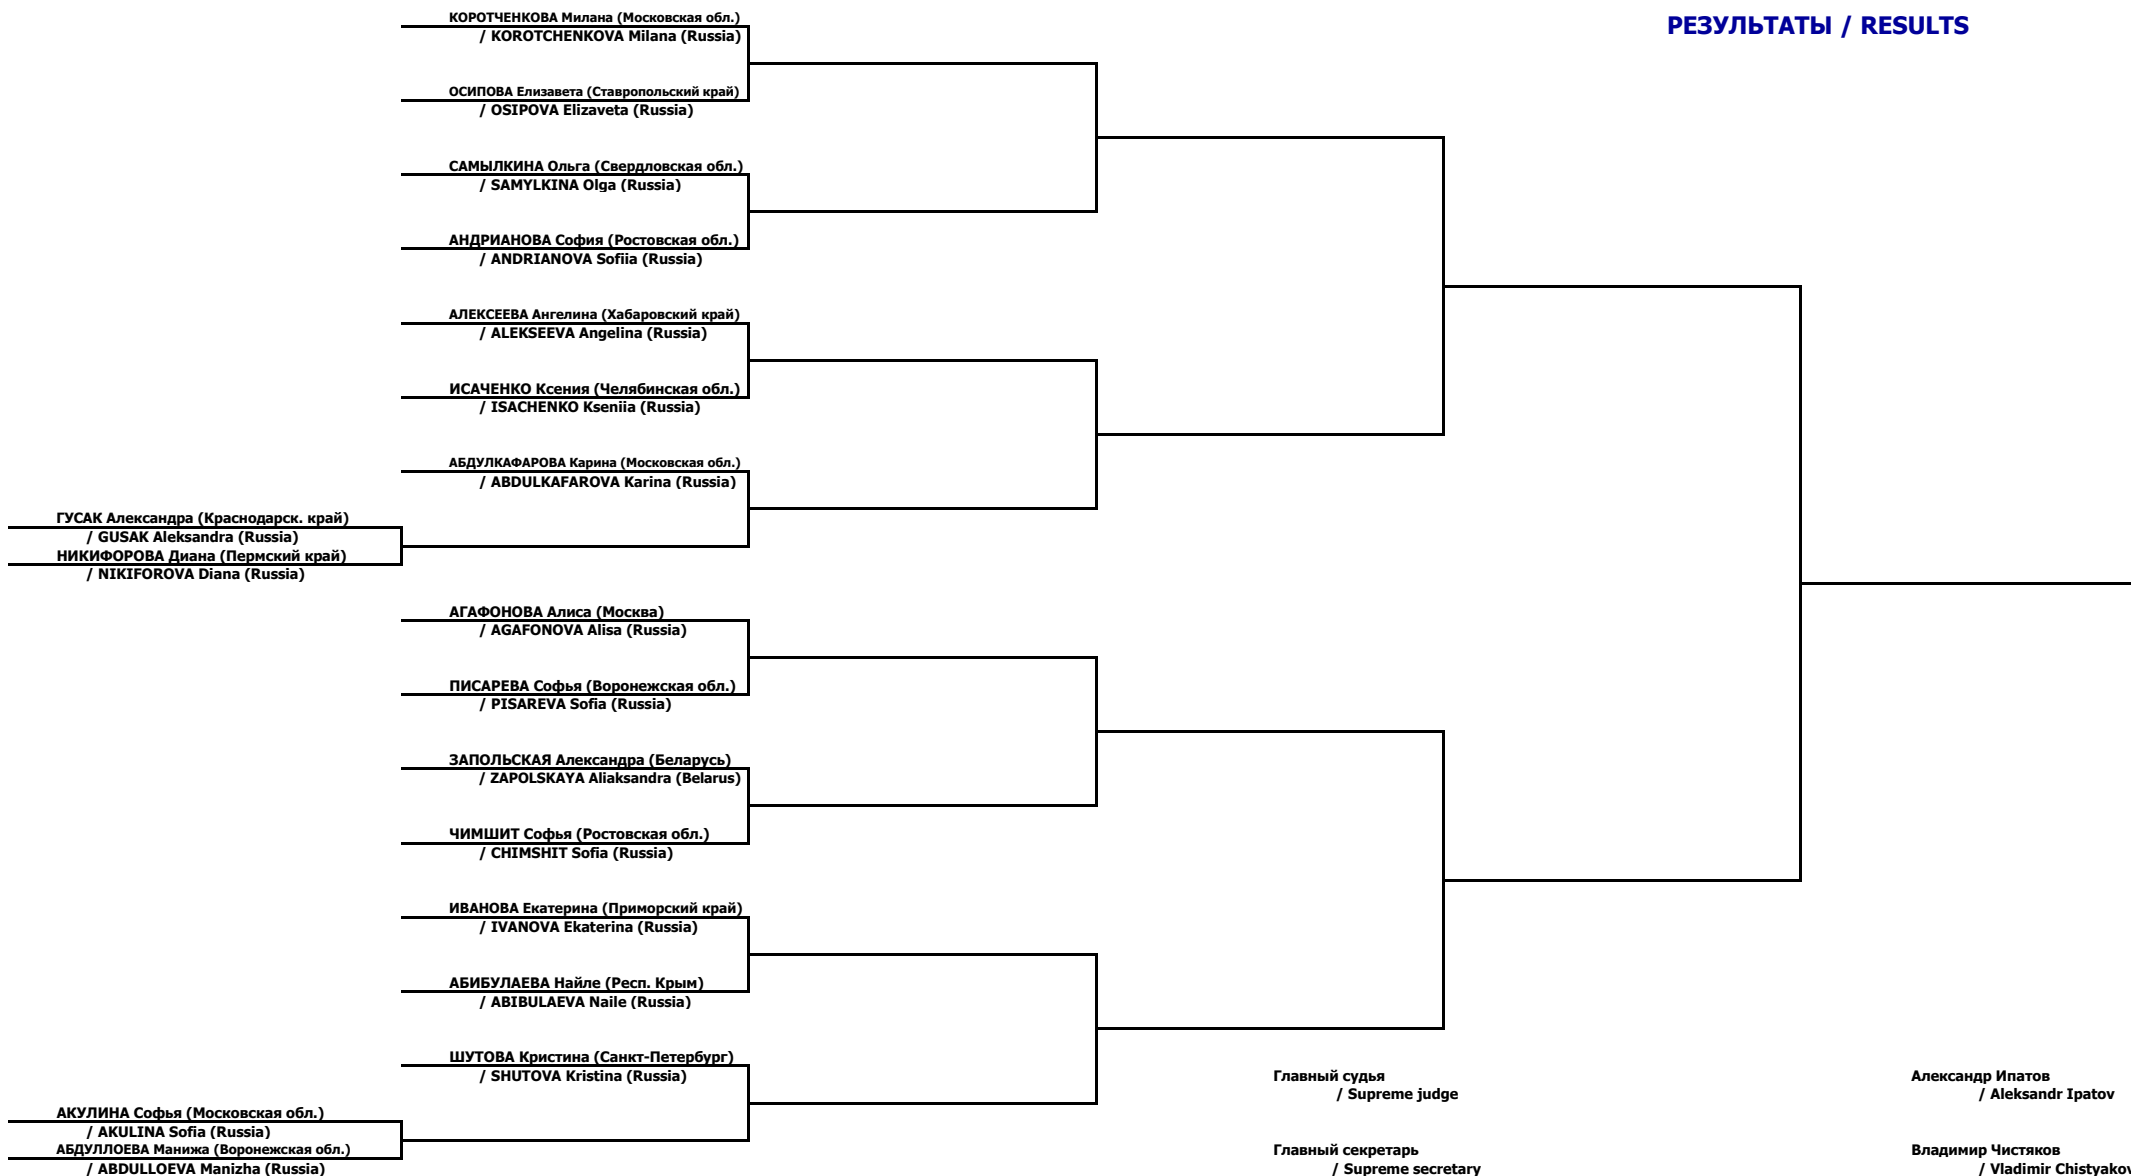 РЕЗУЛЬТАТЫ / RESULTS
КОРОТЧЕНКОВА Милана (Московская обл.)
/ KOROTCHENKOVA Milana (Russia)
ОСИПОВА Елизавета (Ставропольский край)
/ OSIPOVA Elizaveta (Russia)
САМЫЛКИНА Ольга (Свердловская обл.)
/ SAMYLKINA Olga (Russia)
АНДРИАНОВА София (Ростовская обл.)
/ ANDRIANOVA Sofiia (Russia)
АЛЕКСЕЕВА Ангелина (Хабаровский край)
/ ALEKSEEVA Angelina (Russia)
ИСАЧЕНКО Ксения (Челябинская обл.)
/ ISACHENKO Kseniia (Russia)
АБДУЛКАФАРОВА Карина (Московская обл.)
/ ABDULKAFAROVA Karina (Russia)
ГУСАК Александра (Краснодарск. край)
/ GUSAK Aleksandra (Russia)
НИКИФОРОВА Диана (Пермский край)
/ NIKIFOROVA Diana (Russia)
АГАФОНОВА Алиса (Москва)
/ AGAFONOVA Alisa (Russia)
ПИСАРЕВА Софья (Воронежская обл.)
/ PISAREVA Sofia (Russia)
ЗАПОЛЬСКАЯ Александра (Беларусь)
/ ZAPOLSKAYA Aliaksandra (Belarus)
ЧИМШИТ Софья (Ростовская обл.)
/ CHIMSHIT Sofia (Russia)
ИВАНОВА Екатерина (Приморский край)
/ IVANOVA Ekaterina (Russia)
АБИБУЛАЕВА Найле (Респ. Крым)
/ ABIBULAEVA Naile (Russia)
ШУТОВА Кристина (Санкт-Петербург)
/ SHUTOVA Kristina (Russia)
АКУЛИНА Софья (Московская обл.)
/ AKULINA Sofia (Russia)
АБДУЛЛОЕВА Манижа (Воронежская обл.)
/ ABDULLOEVA Manizha (Russia)
Главный судья
/ Supreme judge
Александр Ипатов
/ Aleksandr Ipatov
Главный секретарь
/ Supreme secretary
Владимир Чистяков
/ Vladimir Chistyakov